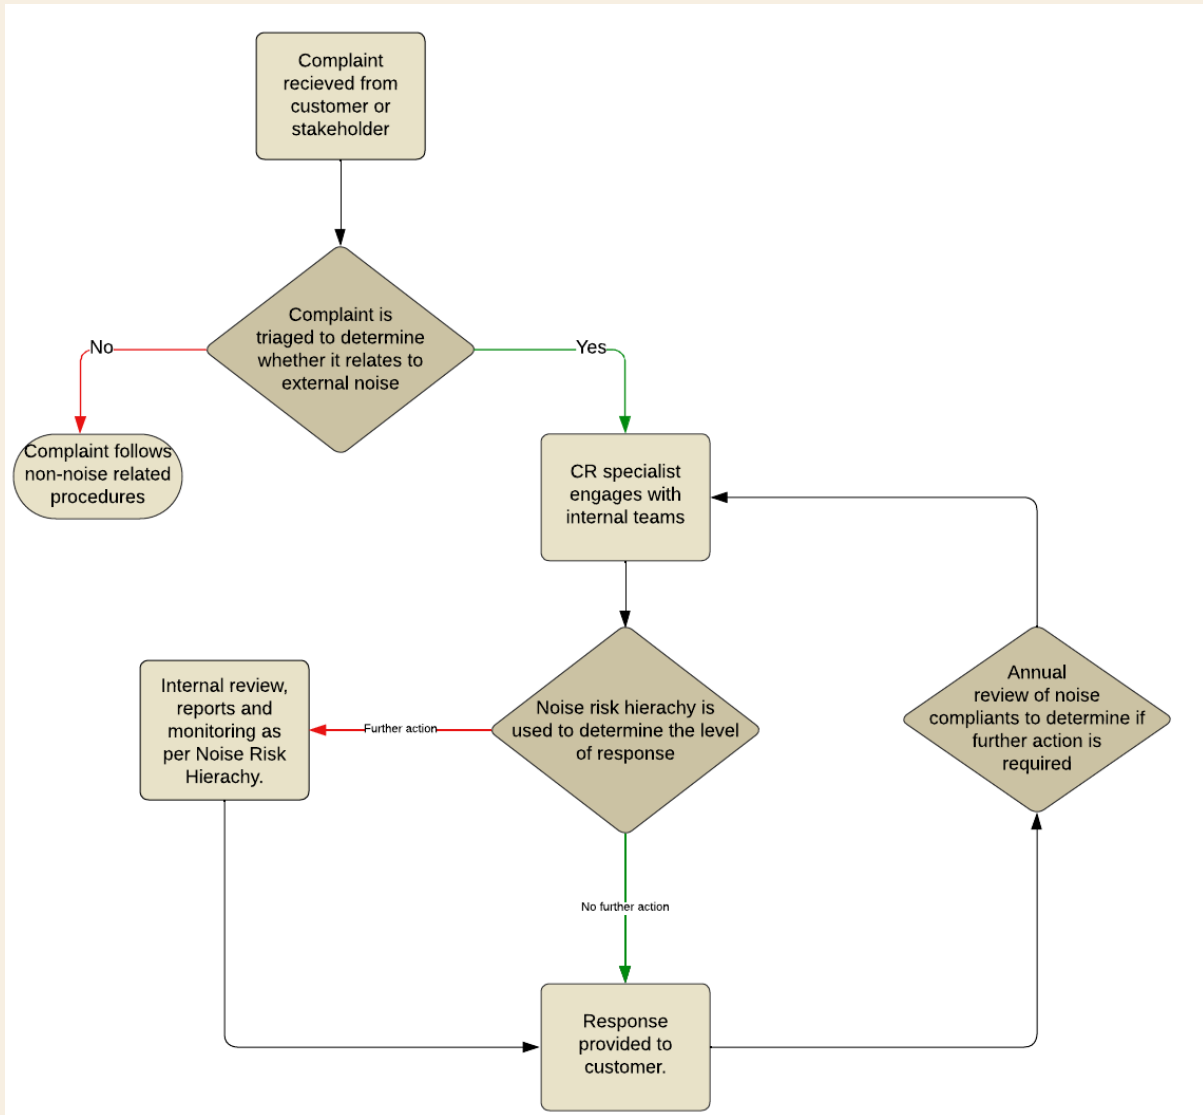 Complaint
recieved from
customer or
stakeholder
Complaint is
triaged to determine
whether it relates to
external noise
No
Yes
Complaint follows
non-noise related
procedures
CR specialist
engages with
internal teams
Internal review,
reports and
monitoring as
per Noise Risk
Hierachy.
Further action
Noise risk hierachy is
used to determine the level
of response
Annual
review of noise
compliants to determine if
further action is
required
No further action
Response
provided to
customer.